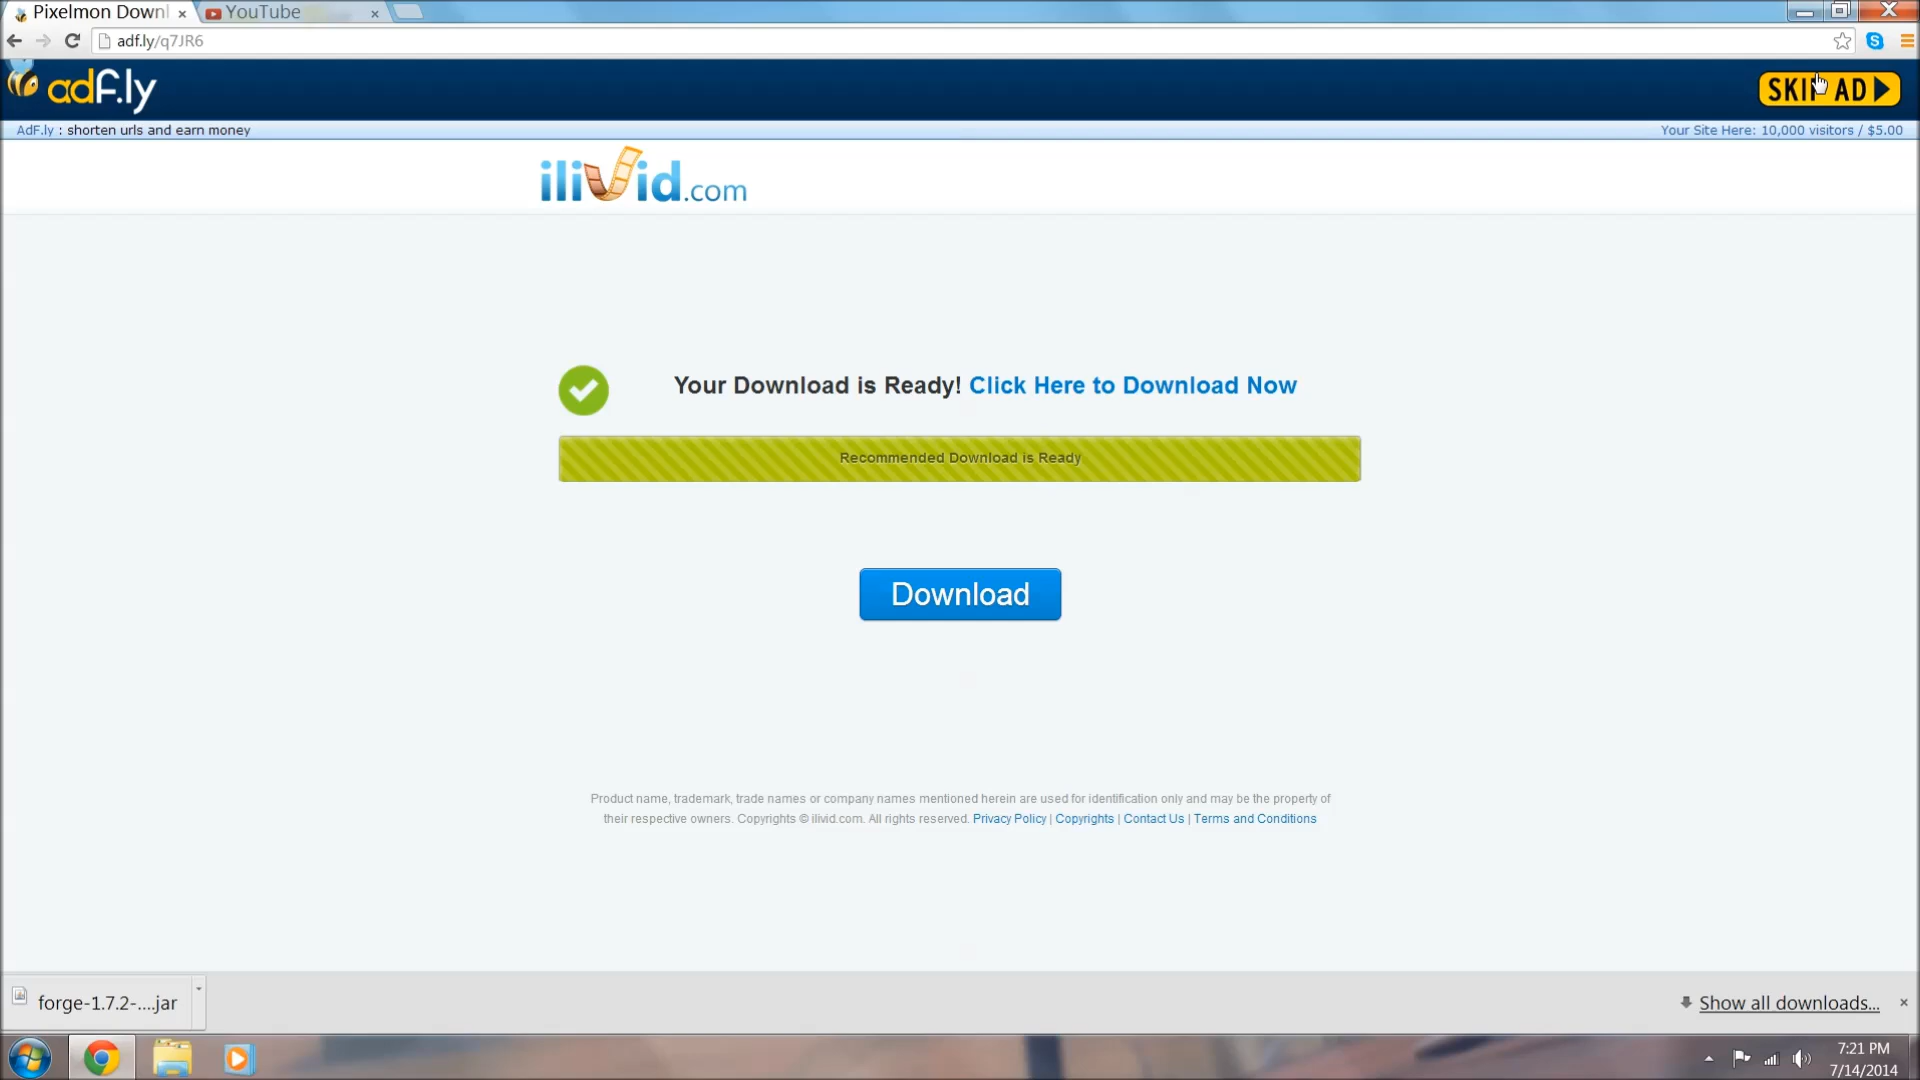 Pixelmon Downl
YouTube
adf.ly/q7JR6
adf.ly
SKIP AD
AdF.ly : shorten urls and earn money
Your Site Here: 10,000 visitors / $5.00
ilivid.com
Your Download is Ready! Click Here to Download Now
Recommended Download is Ready
Download
Product name, trademark, trade names or company names mentioned herein are used for identification only and may be the property of
their respective owners. Copyrights © ilivid.com. All rights reserved. Privacy Policy | Copyrights | Contact Us | Terms and Conditions
forge-1.7.2-....jar
Show all downloads...
7:21 PM
7/14/2014